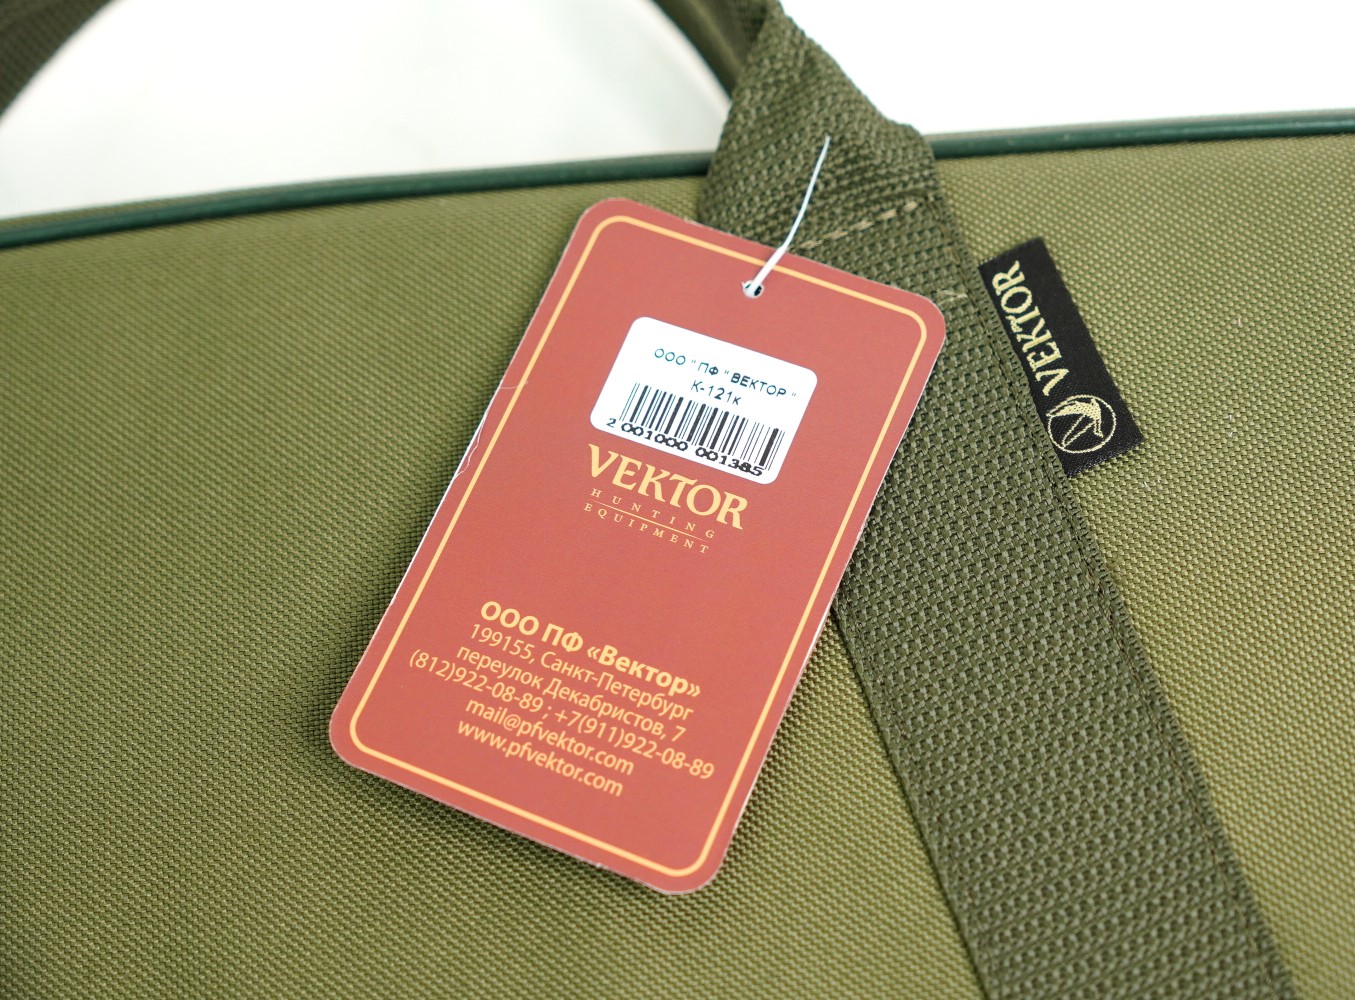 ООО " ПФ " ВЕКТОР "
К-121к
2 001000 001385
VEKTOR
HUNTING
EQUIPMENT
ООО ПФ «Вектор»
199155, Санкт-Петербург
переулок Декабристов, 7
(812)922-08-89 ; +7(911)922-08-89
mail@pfvektor.com
www.pfvektor.com
VEKTOR